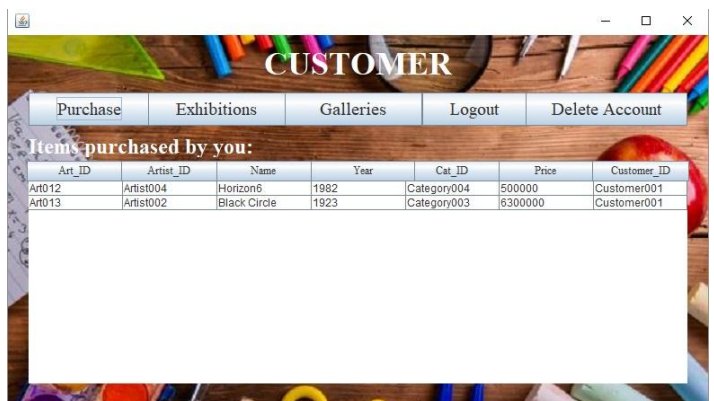 CUSTOMER
Purchase Exhibitions Galleries Logout Delete Account
Items purchased by you:
Art_ID Artist_ID Name Year Cat_ID Price Customer_ID
Art012 Artist004 Horizon6 1982 Category004 500000 Customer001
Art013 Artist002 Black Circle 1923 Category003 6300000 Customer001